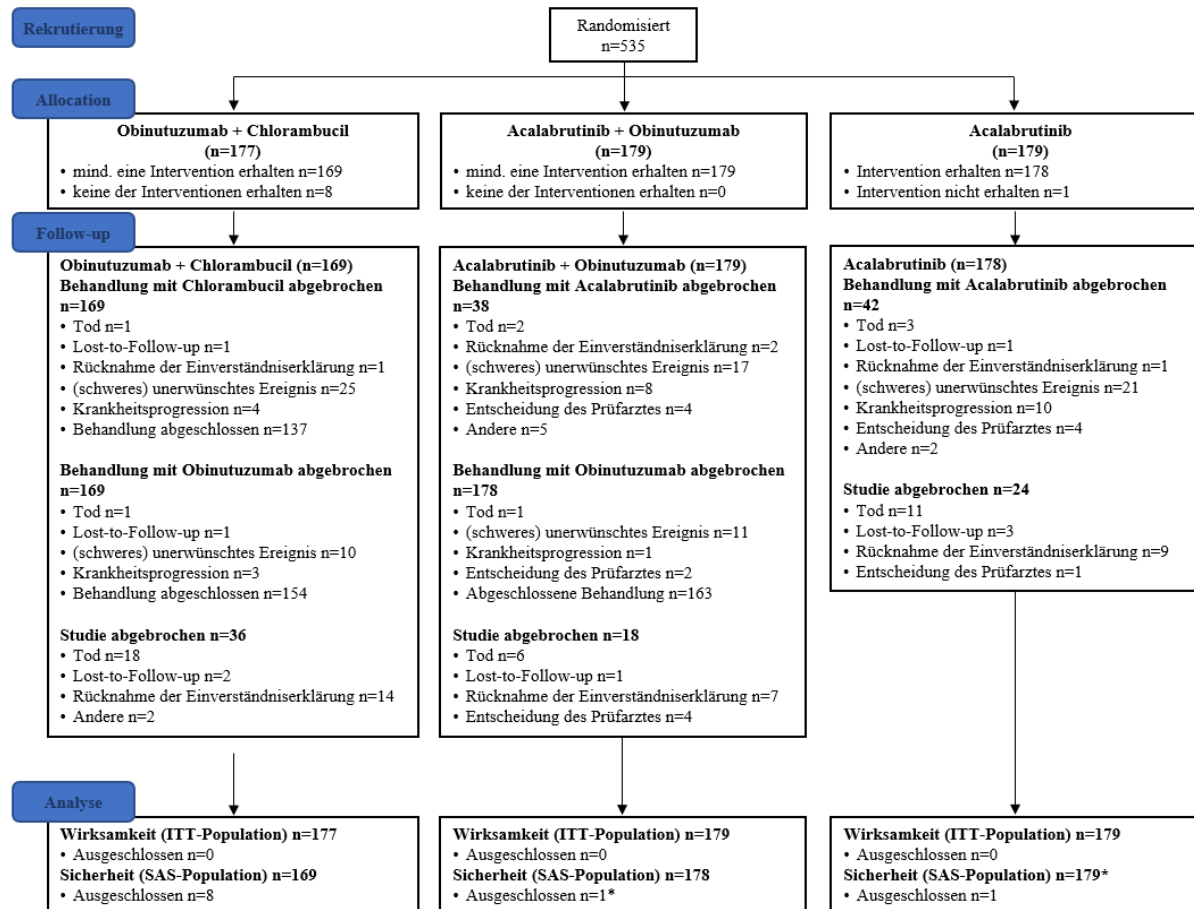 Rekrutierung
Randomisiert
n=535
Allocation
Obinutuzumab + Chlorambucil
(n=177)
• mind. eine Intervention erhalten n=169
• keine der Interventionen erhalten n=8
Acalabrutinib + Obinutuzumab
(n=179)
• mind. eine Intervention erhalten n=179
• keine der Interventionen erhalten n=0
Acalabrutinib
(n=179)
• Intervention erhalten n=178
• Intervention nicht erhalten n=1
Follow-up
Obinutuzumab + Chlorambucil (n=169)
Behandlung mit Chlorambucil abgebrochen
n=169
• Tod n=1
• Lost-to-Follow-up n=1
• Rücknahme der Einverständniserklärung n=1
• (schweres) unerwünschtes Ereignis n=25
• Krankheitsprogression n=4
• Behandlung abgeschlossen n=137
Behandlung mit Obinutuzumab abgebrochen
n=169
• Tod n=1
• Lost-to-Follow-up n=1
• (schweres) unerwünschtes Ereignis n=10
• Krankheitsprogression n=3
• Behandlung abgeschlossen n=154
Studie abgebrochen n=36
• Tod n=18
• Lost-to-Follow-up n=2
• Rücknahme der Einverständniserklärung n=14
• Andere n=2
Acalabrutinib + Obinutuzumab (n=179)
Behandlung mit Acalabrutinib abgebrochen
n=38
• Tod n=2
• Rücknahme der Einverständniserklärung n=2
• (schweres) unerwünschtes Ereignis n=17
• Krankheitsprogression n=8
• Entscheidung des Prüfarztes n=4
• Andere n=5
Behandlung mit Obinutuzumab abgebrochen
n=178
• Tod n=1
• (schweres) unerwünschtes Ereignis n=11
• Krankheitsprogression n=1
• Entscheidung des Prüfarztes n=2
• Abgeschlossene Behandlung n=163
Studie abgebrochen n=18
• Tod n=6
• Lost-to-Follow-up n=1
• Rücknahme der Einverständniserklärung n=7
• Entscheidung des Prüfarztes n=4
Acalabrutinib (n=178)
Behandlung mit Acalabrutinib abgebrochen
n=42
• Tod n=3
• Lost-to-Follow-up n=1
• Rücknahme der Einverständniserklärung n=1
• (schweres) unerwünschtes Ereignis n=21
• Krankheitsprogression n=10
• Entscheidung des Prüfarztes n=4
• Andere n=2
Studie abgebrochen n=24
• Tod n=11
• Lost-to-Follow-up n=3
• Rücknahme der Einverständniserklärung n=9
• Entscheidung des Prüfarztes n=1
Analyse
Wirksamkeit (ITT-Population) n=177
• Ausgeschlossen n=0
Sicherheit (SAS-Population) n=169
• Ausgeschlossen n=8
Wirksamkeit (ITT-Population) n=179
• Ausgeschlossen n=0
Sicherheit (SAS-Population) n=178
• Ausgeschlossen n=1*
Wirksamkeit (ITT-Population) n=179
• Ausgeschlossen n=0
Sicherheit (SAS-Population) n=179*
• Ausgeschlossen n=1